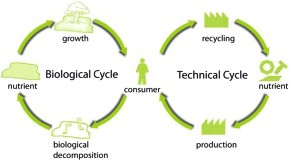 growth
recycling
Biological Cycle
Technical Cycle
nutrient
consumer
nutrient
biological
decomposition
production